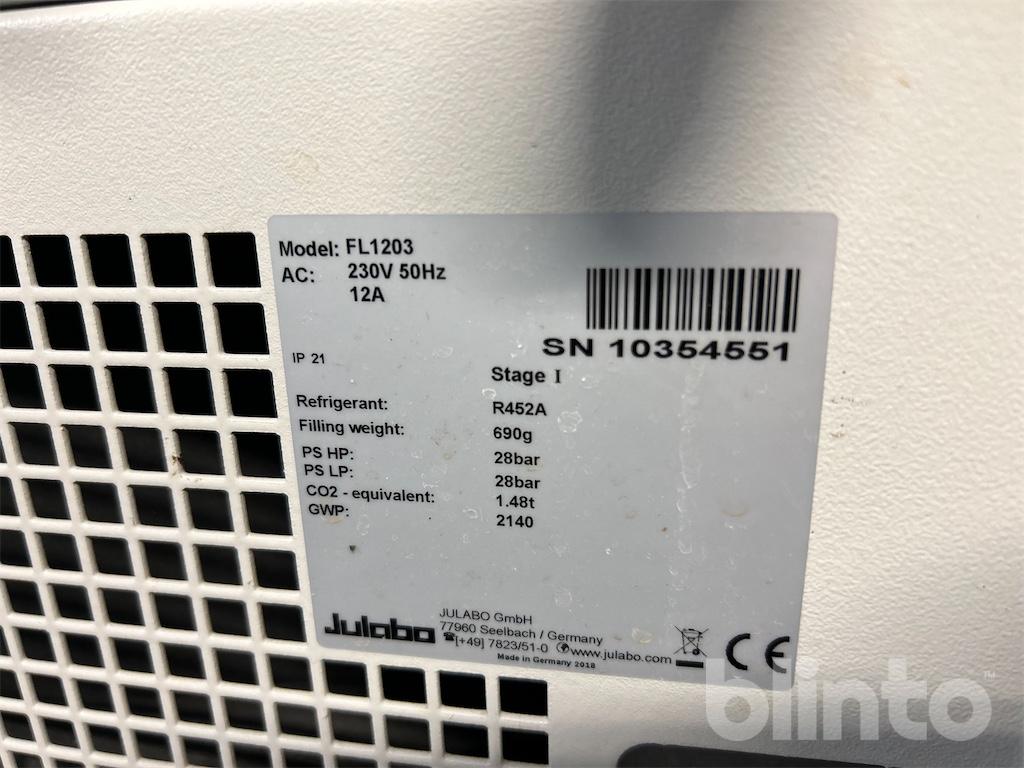 Model: FL1203
AC: 230V 50Hz
12A
SN 10354551
IP 21
Stage I
Refrigerant: R452A
Filling weight: 690g
PS HP: 28bar
PS LP: 28bar
CO2 - equivalent: 1.48t
GWP: 2140
Julabo
JULABO GmbH
77960 Seelbach / Germany
☎[+49] 7823/51-0 www.julabo.com
Made in Germany 2018
CE
blinto™